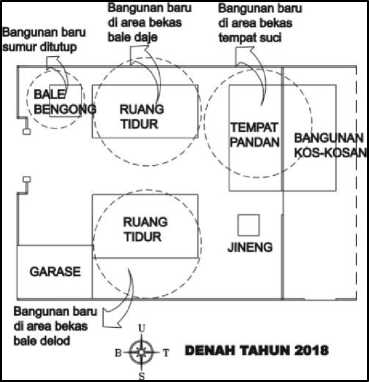 Bangunan baru
di area bekas
bale daje
Bangunan baru
di area bekas
tempat suci
Bangunan baru
sumur ditutup
BALE
BENGONG
RUANG
TIDUR
TEMPAT
PANDAN
BANGUNAN
KOS-KOSAN
RUANG
TIDUR
JINENG
GARASE
Bangunan baru
di area bekas
bale delod
U
B
T
S
DENAH TAHUN 2018